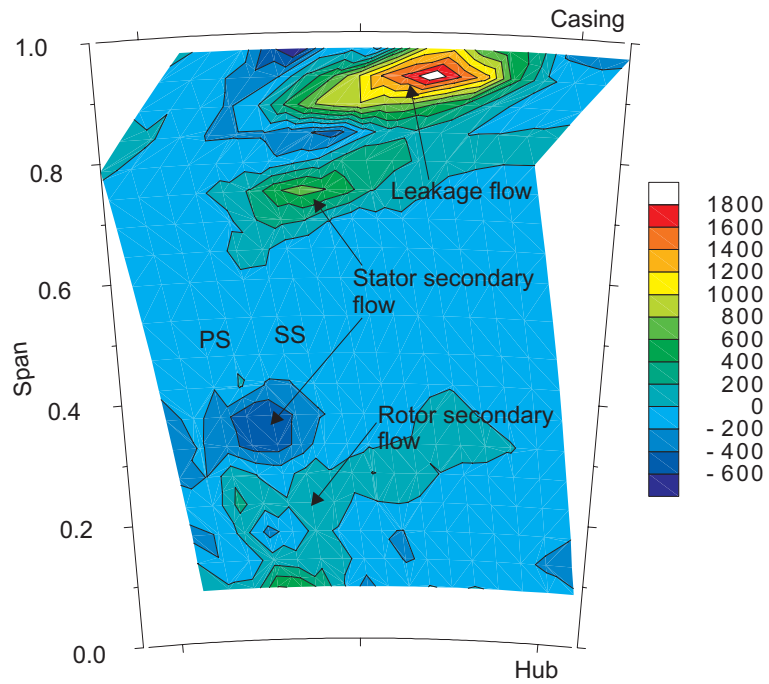 Casing
1.0
0.8
Leakage flow
1800
1600
1400
1200
1000
800
600
400
200
0
- 200
- 400
- 600
0.6
Stator secondary
flow
PS
SS
Span
0.4
Rotor secondary
flow
0.2
0.0
Hub